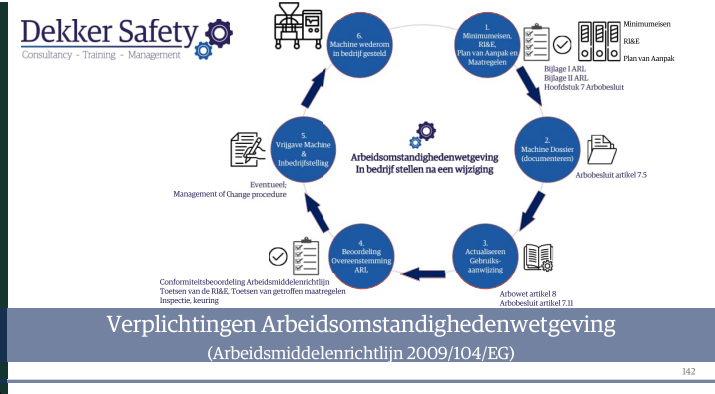 Dekker Safety
Consultancy - Training - Management
6.
Machine wederom
in bedrijf gesteld
1.
Minimumeisen,
RI&E,
Plan van Aanpak en
Maatregelen
Minimumeisen
RI&E
Plan van Aanpak
Bijlage I ARL
Bijlage II ARL
Hoofdstuk 7 Arbobesluit
2.
Machine Dossier
(documenteren)
Arbobesluit artikel 7.5
5.
Vrijgave Machine
&
Inbedrijfstelling
Arbeidsomstandighedenwetgeving
In bedrijf stellen na een wijziging
Eventueel;
Management of Change procedure
4.
Beoordeling
Overeenstemming
ARL
3.
Actualiseren
Gebruiks-
aanwijzing
Conformiteitsbeoordeling Arbeidsmiddelenrichtlijn
Toetsen van de RI&E, Toetsen van getroffen maatregelen
Inspectie, keuring
Arbowet artikel 8
Arbobesluit artikel 7.11
Verplichtingen Arbeidsomstandighedenwetgeving
(Arbeidsmiddelenrichtlijn 2009/104/EG)
142